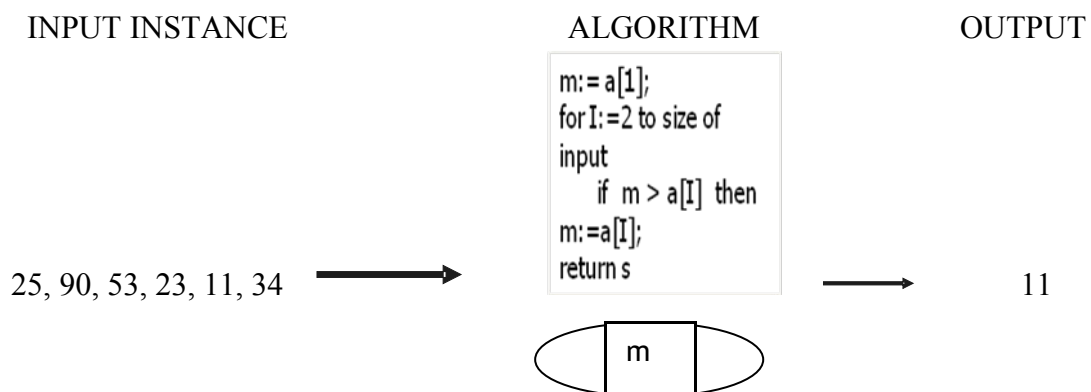 INPUT INSTANCE ALGORITHM OUTPUT
m:= a[1];
for I:=2 to size of
input
if m > a[I] then
m:=a[I];
return s
25, 90, 53, 23, 11, 34
11
m